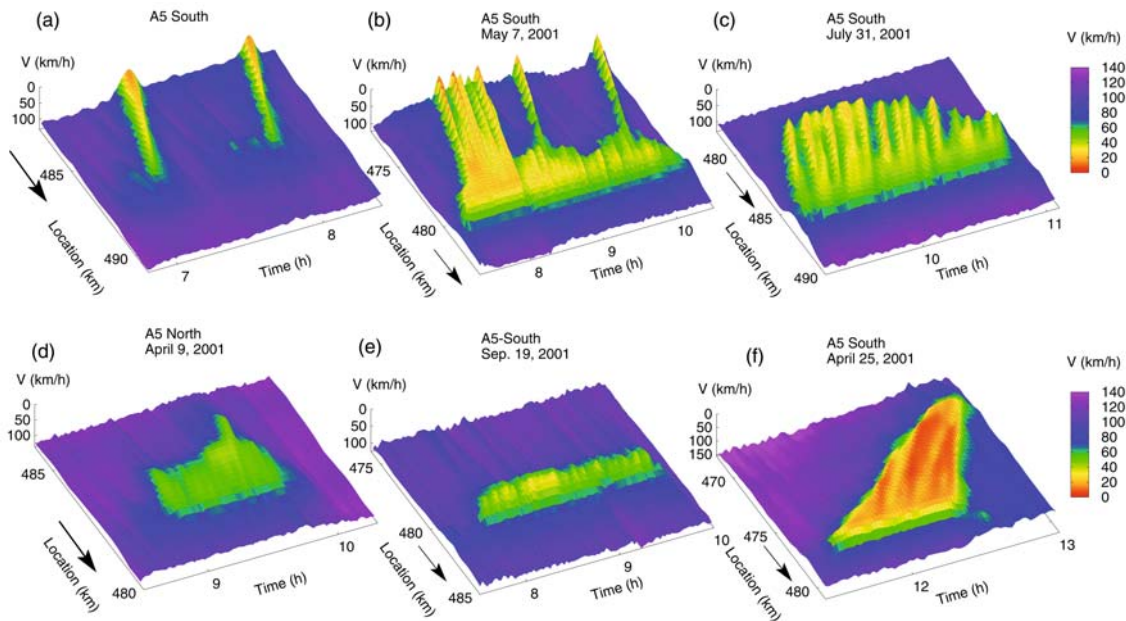 (a)
A5 South
V (km/h)
0
50
100
485
490
Location (km)
7
8
Time (h)
(b)
A5 South
May 7, 2001
V (km/h)
0
50
100
475
480
Location (km)
8
9
10
Time (h)
(c)
A5 South
July 31, 2001
V (km/h)
0
50
100
480
485
490
Location (km)
10
11
Time (h)
V (km/h)
140
120
100
80
60
40
20
0
(d)
A5 North
April 9, 2001
V (km/h)
0
50
100
485
480
Location (km)
9
10
Time (h)
(e)
A5-South
Sep. 19, 2001
V (km/h)
0
50
100
475
480
485
Location (km)
8
9
10
Time (h)
(f)
A5 South
April 25, 2001
V (km/h)
0
50
100
150
470
475
480
Location (km)
12
13
Time (h)
V (km/h)
140
120
100
80
60
40
20
0